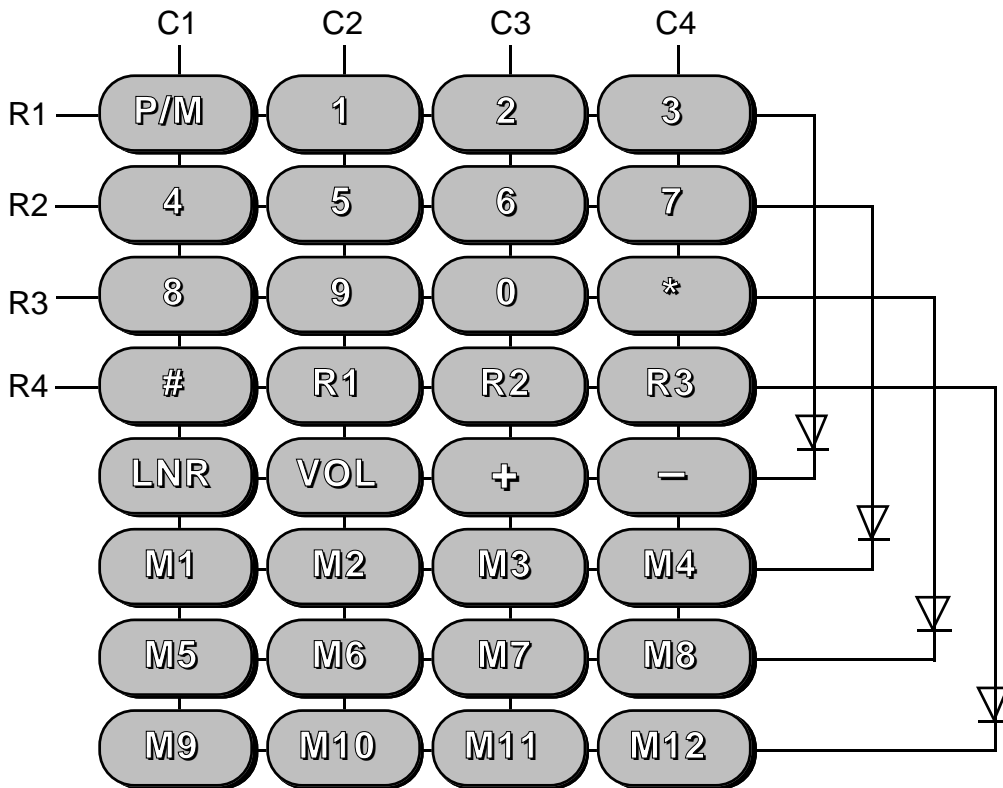 C1 C2 C3 C4
R1 P/M 1 2 3
R2 4 5 6 7
R3 8 9 0 *
R4 # R1 R2 R3
LNR VOL + −
M1 M2 M3 M4
M5 M6 M7 M8
M9 M10 M11 M12